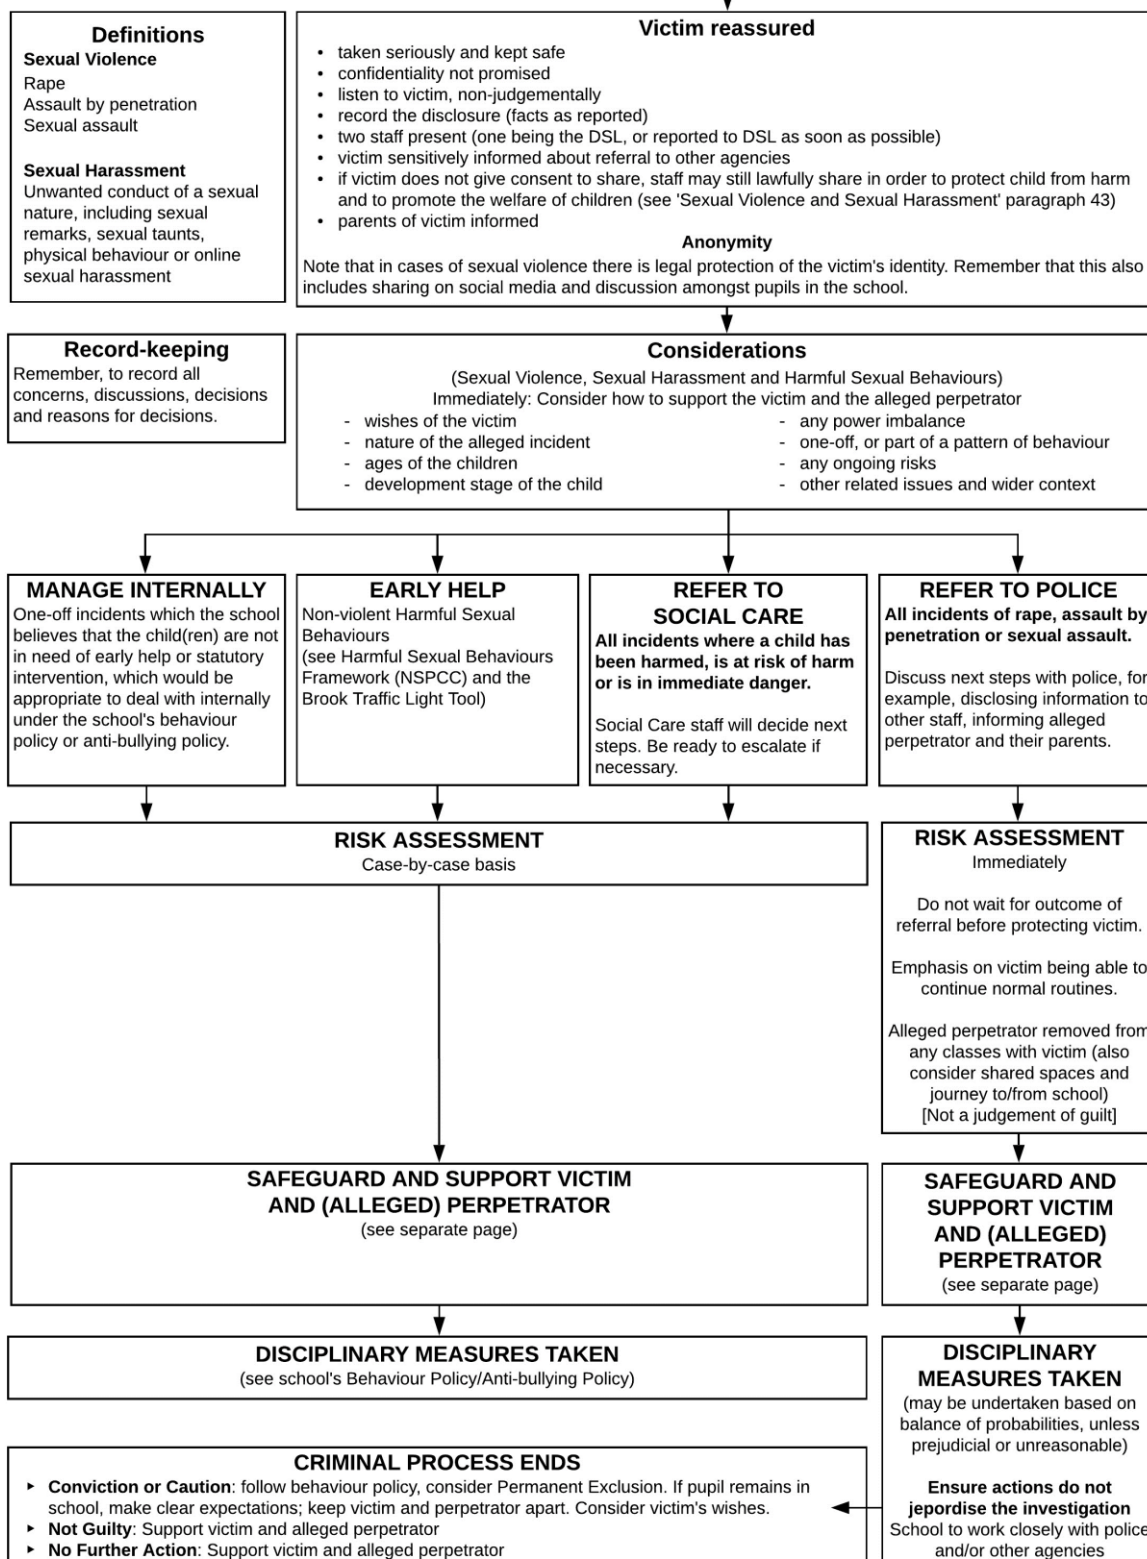 Definitions
Sexual Violence
Rape
Assault by penetration
Sexual assault
Sexual Harassment
Unwanted conduct of a sexual
nature, including sexual
remarks, sexual taunts,
physical behaviour or online
sexual harassment
Victim reassured
• taken seriously and kept safe
• confidentiality not promised
• listen to victim, non-judgementally
• record the disclosure (facts as reported)
• two staff present (one being the DSL, or reported to DSL as soon as possible)
• victim sensitively informed about referral to other agencies
• if victim does not give consent to share, staff may still lawfully share in order to protect child from harm
and to promote the welfare of children (see 'Sexual Violence and Sexual Harassment' paragraph 43)
• parents of victim informed
Anonymity
Note that in cases of sexual violence there is legal protection of the victim's identity. Remember that this also
includes sharing on social media and discussion amongst pupils in the school.
Record-keeping
Remember, to record all
concerns, discussions, decisions
and reasons for decisions.
Considerations
(Sexual Violence, Sexual Harassment and Harmful Sexual Behaviours)
Immediately: Consider how to support the victim and the alleged perpetrator
- wishes of the victim
- nature of the alleged incident
- ages of the children
- development stage of the child
- any power imbalance
- one-off, or part of a pattern of behaviour
- any ongoing risks
- other related issues and wider context
MANAGE INTERNALLY
One-off incidents which the school
believes that the child(ren) are not
in need of early help or statutory
intervention, which would be
appropriate to deal with internally
under the school's behaviour
policy or anti-bullying policy.
EARLY HELP
Non-violent Harmful Sexual
Behaviours
(see Harmful Sexual Behaviours
Framework (NSPCC) and the
Brook Traffic Light Tool)
REFER TO
SOCIAL CARE
All incidents where a child has
been harmed, is at risk of harm
or is in immediate danger.
Social Care staff will decide next
steps. Be ready to escalate if
necessary.
REFER TO POLICE
All incidents of rape, assault by
penetration or sexual assault.
Discuss next steps with police, for
example, disclosing information to
other staff, informing alleged
perpetrator and their parents.
RISK ASSESSMENT
Case-by-case basis
RISK ASSESSMENT
Immediately
Do not wait for outcome of
referral before protecting victim.
Emphasis on victim being able to
continue normal routines.
Alleged perpetrator removed from
any classes with victim (also
consider shared spaces and
journey to/from school)
[Not a judgement of guilt]
SAFEGUARD AND SUPPORT VICTIM
AND (ALLEGED) PERPETRATOR
(see separate page)
SAFEGUARD AND
SUPPORT VICTIM
AND (ALLEGED)
PERPETRATOR
(see separate page)
DISCIPLINARY MEASURES TAKEN
(see school's Behaviour Policy/Anti-bullying Policy)
DISCIPLINARY
MEASURES TAKEN
(may be undertaken based on
balance of probabilities, unless
prejudicial or unreasonable)
Ensure actions do not
jepordise the investigation
School to work closely with police
and/or other agencies
CRIMINAL PROCESS ENDS
▸ Conviction or Caution: follow behaviour policy, consider Permanent Exclusion. If pupil remains in
school, make clear expectations; keep victim and perpetrator apart. Consider victim's wishes.
▸ Not Guilty: Support victim and alleged perpetrator
▸ No Further Action: Support victim and alleged perpetrator